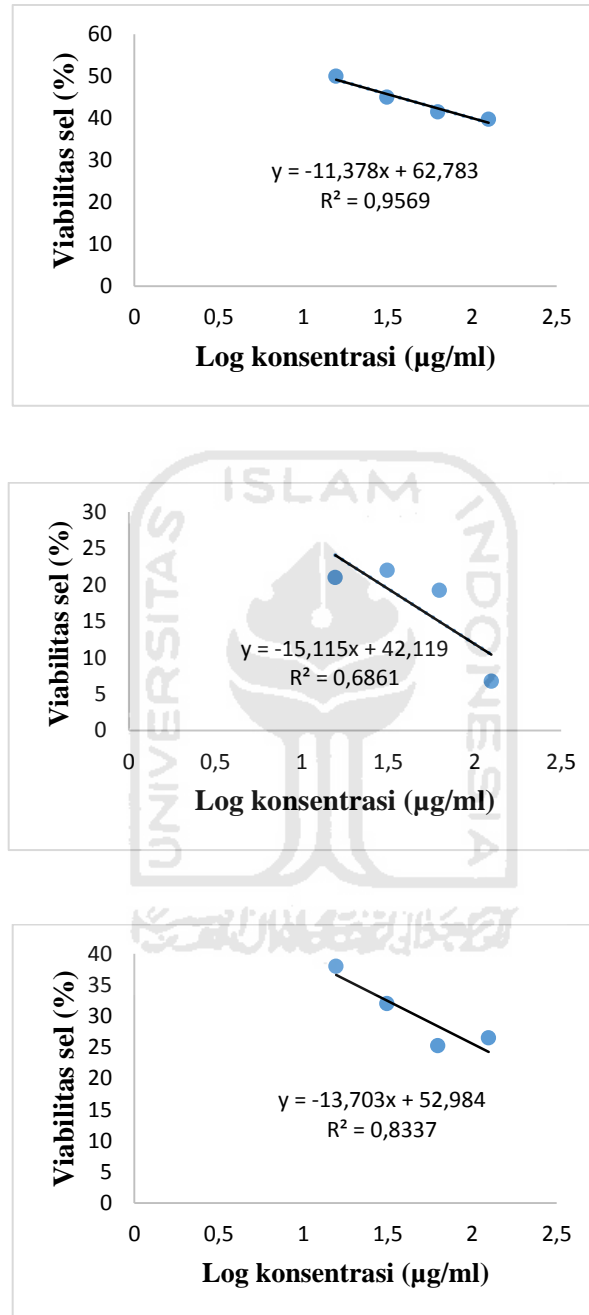 60
50
40
30
20
10
0
Viabilitas sel (%)
y = -11,378x + 62,783
R² = 0,9569
0 0,5 1 1,5 2 2,5
Log konsentrasi (µg/ml)
ISLAM
UNIVERSITAS
INDONESIA
30
25
20
15
10
5
0
Viabilitas sel (%)
y = -15,115x + 42,119
R² = 0,6861
0 0,5 1 1,5 2 2,5
Log konsentrasi (µg/ml)
40
35
30
25
20
15
10
5
0
Viabilitas sel (%)
y = -13,703x + 52,984
R² = 0,8337
0 0,5 1 1,5 2 2,5
Log konsentrasi (µg/ml)